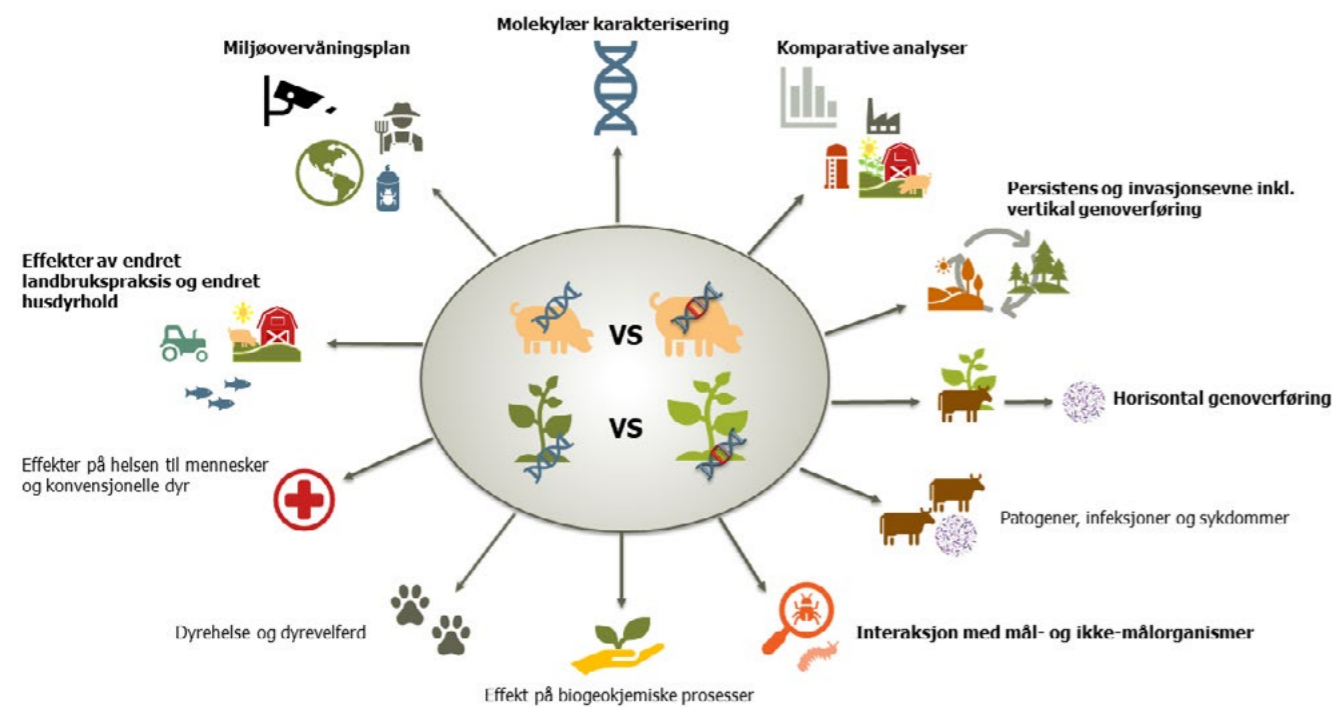 Molekylær karakterisering
Miljøovervåningsplan
Komparative analyser
Persistens og invasjonsevne inkl.
vertikal genoverføring
Effekter av endret
landbrukspraksis og endret
husdyrhold
VS
VS
Horisontal genoverføring
Effekter på helsen til mennesker
og konvensjonelle dyr
Patogener, infeksjoner og sykdommer
Dyrehelse og dyrevelferd
Interaksjon med mål- og ikke-målorganismer
Effekt på biogeokjemiske prosesser